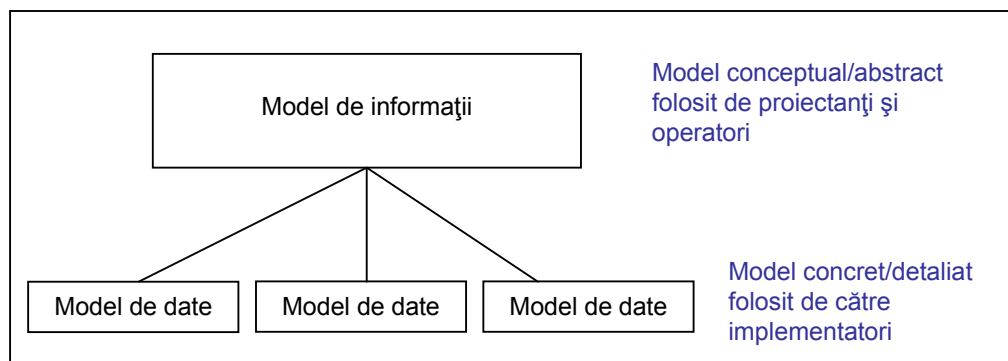 Model de informaţii
Model conceptual/abstract
folosit de proiectanţi şi
operatori
Model de date
Model de date
Model de date
Model concret/detaliat
folosit de către
implementatori